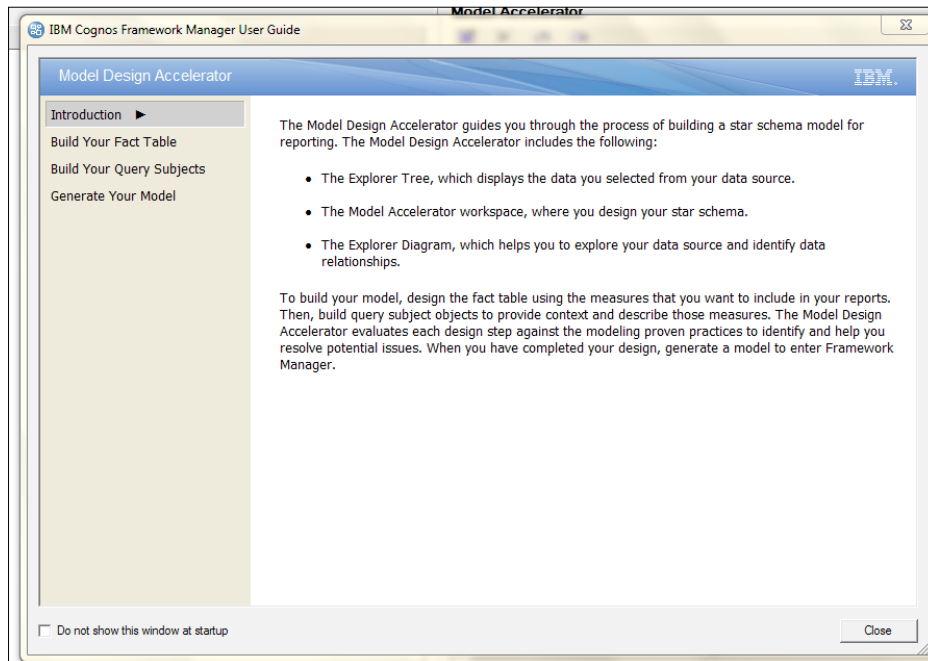 Model Accelerator
IBM Cognos Framework Manager User Guide
Model Design Accelerator
IBM.
Introduction ►
Build Your Fact Table
Build Your Query Subjects
Generate Your Model
The Model Design Accelerator guides you through the process of building a star schema model for
reporting. The Model Design Accelerator includes the following:
• The Explorer Tree, which displays the data you selected from your data source.
• The Model Accelerator workspace, where you design your star schema.
• The Explorer Diagram, which helps you to explore your data source and identify data
relationships.
To build your model, design the fact table using the measures that you want to include in your reports.
Then, build query subject objects to provide context and describe those measures. The Model Design
Accelerator evaluates each design step against the modeling proven practices to identify and help you
resolve potential issues. When you have completed your design, generate a model to enter Framework
Manager.
Do not show this window at startup
Close